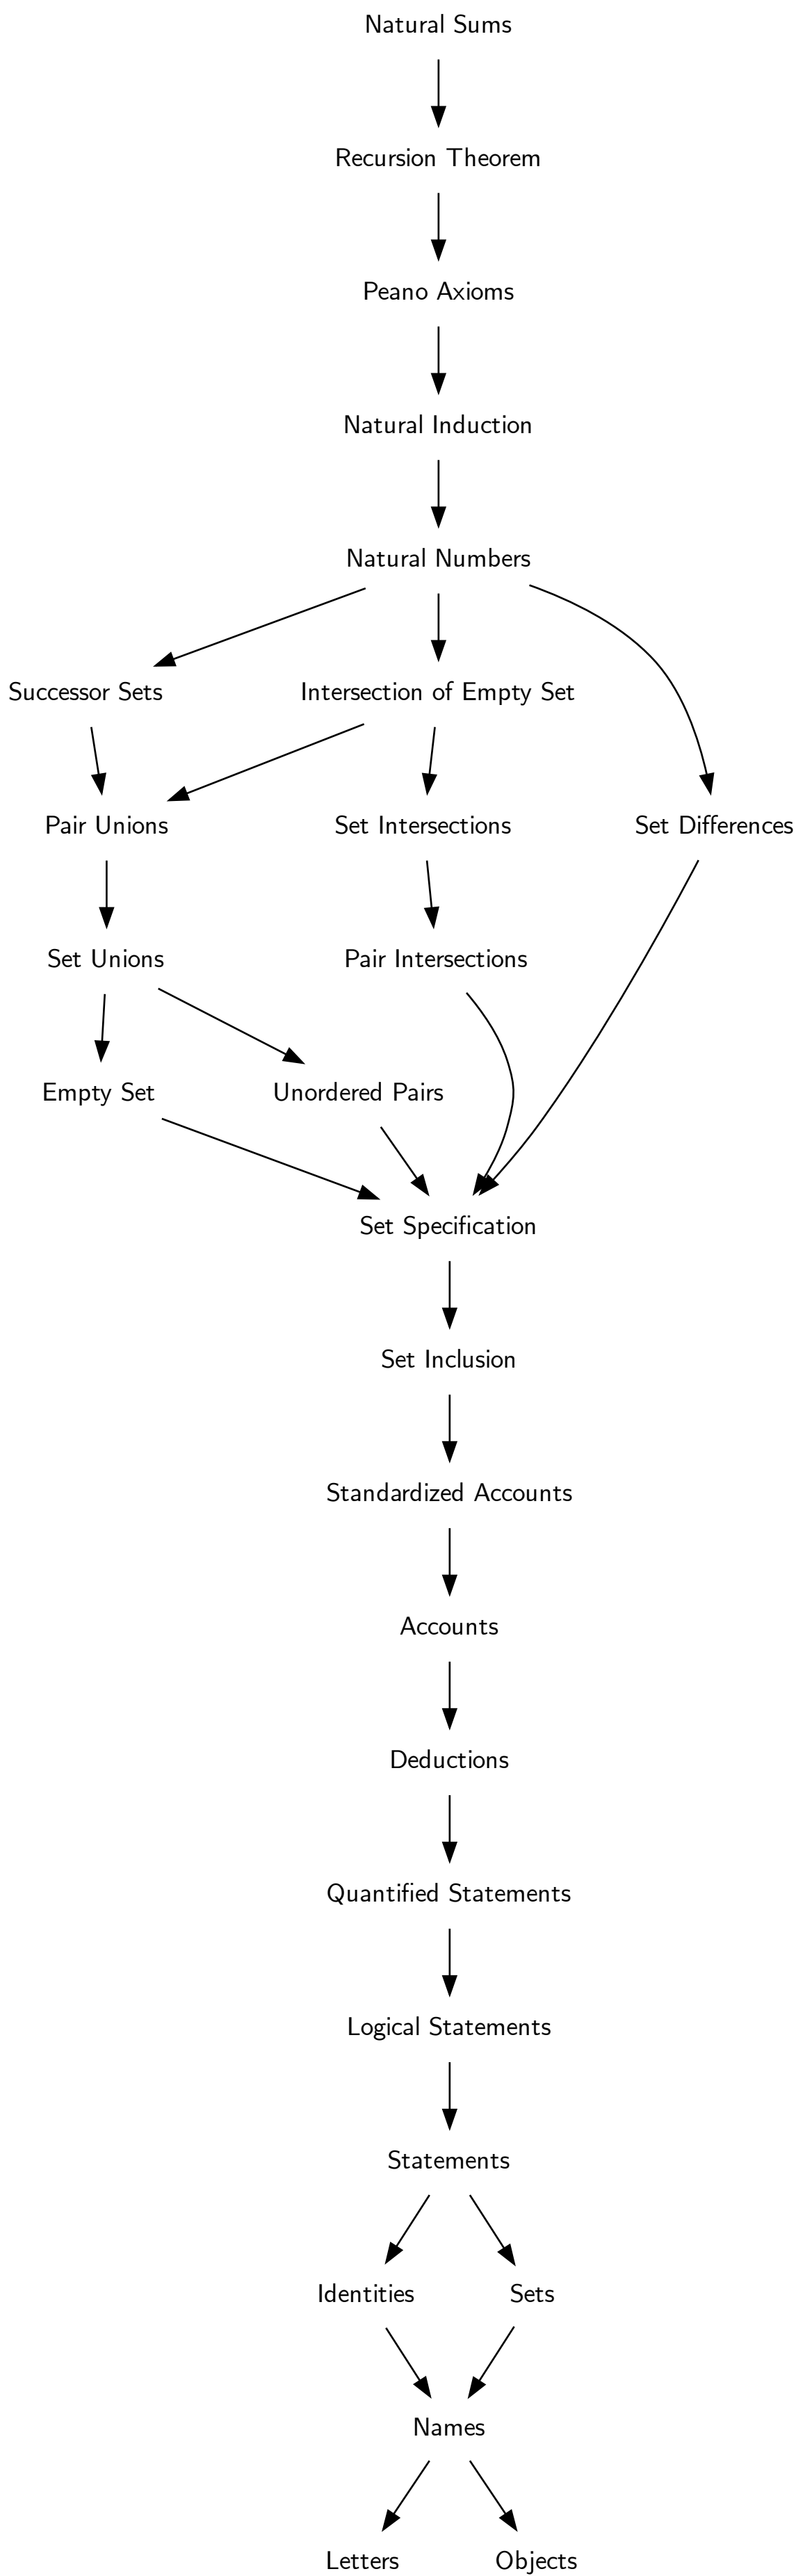 Natural Sums
Recursion Theorem
Peano Axioms
Natural Induction
Natural Numbers
Successor Sets
Intersection of Empty Set
Pair Unions
Set Intersections
Set Differences
Set Unions
Pair Intersections
Empty Set
Unordered Pairs
Set Specification
Set Inclusion
Standardized Accounts
Accounts
Deductions
Quantified Statements
Logical Statements
Statements
Identities
Sets
Names
Letters
Objects